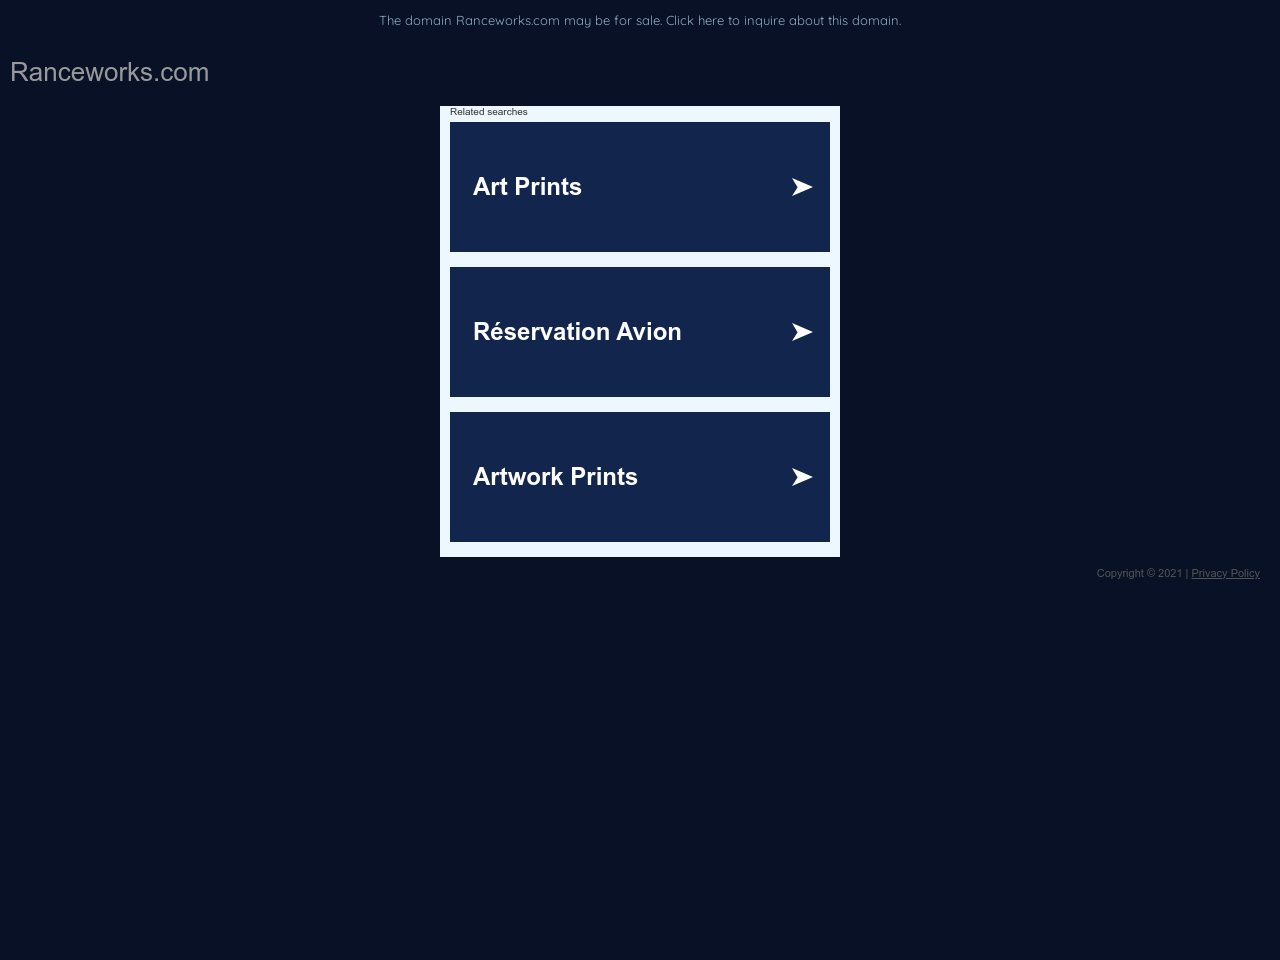 The domain Ranceworks.com may be for sale. Click here to inquire about this domain.
Ranceworks.com
Related searches
Art Prints
Réservation Avion
Artwork Prints
Copyright © 2021 | Privacy Policy